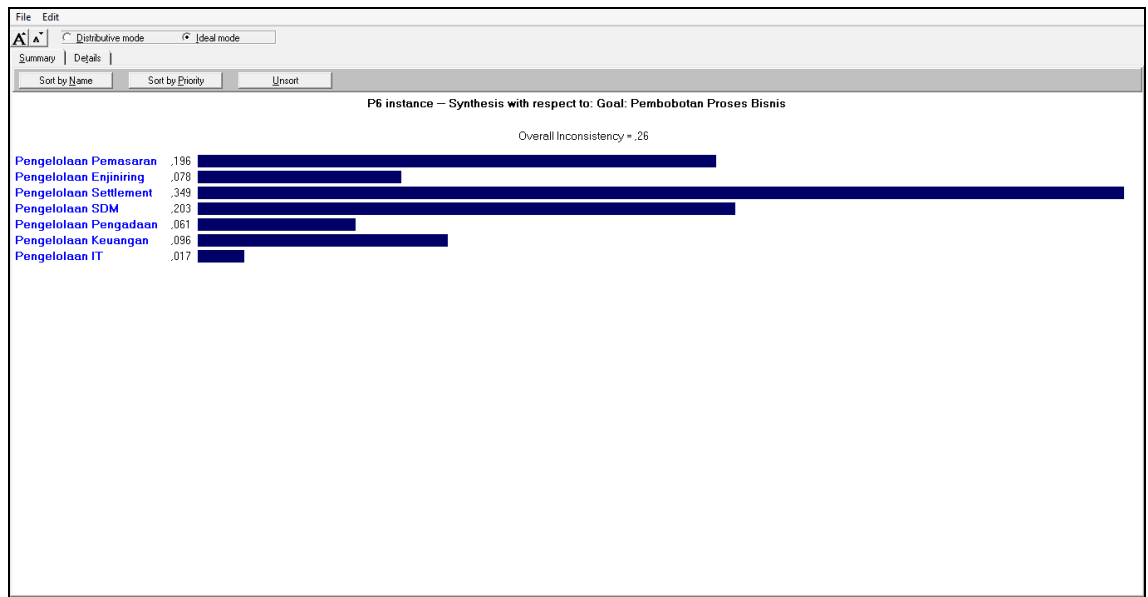 File Edit
A A Distributive mode Ideal mode
Summary Details
Sort by Name Sort by Priority Unsort
P6 instance -- Synthesis with respect to: Goal: Pembobotan Proses Bisnis
Overall Inconsistency = ,26
Pengelolaan Pemasaran ,196
Pengelolaan Enjiniring ,078
Pengelolaan Settlement ,349
Pengelolaan SDM ,203
Pengelolaan Pengadaan ,061
Pengelolaan Keuangan ,096
Pengelolaan IT ,017